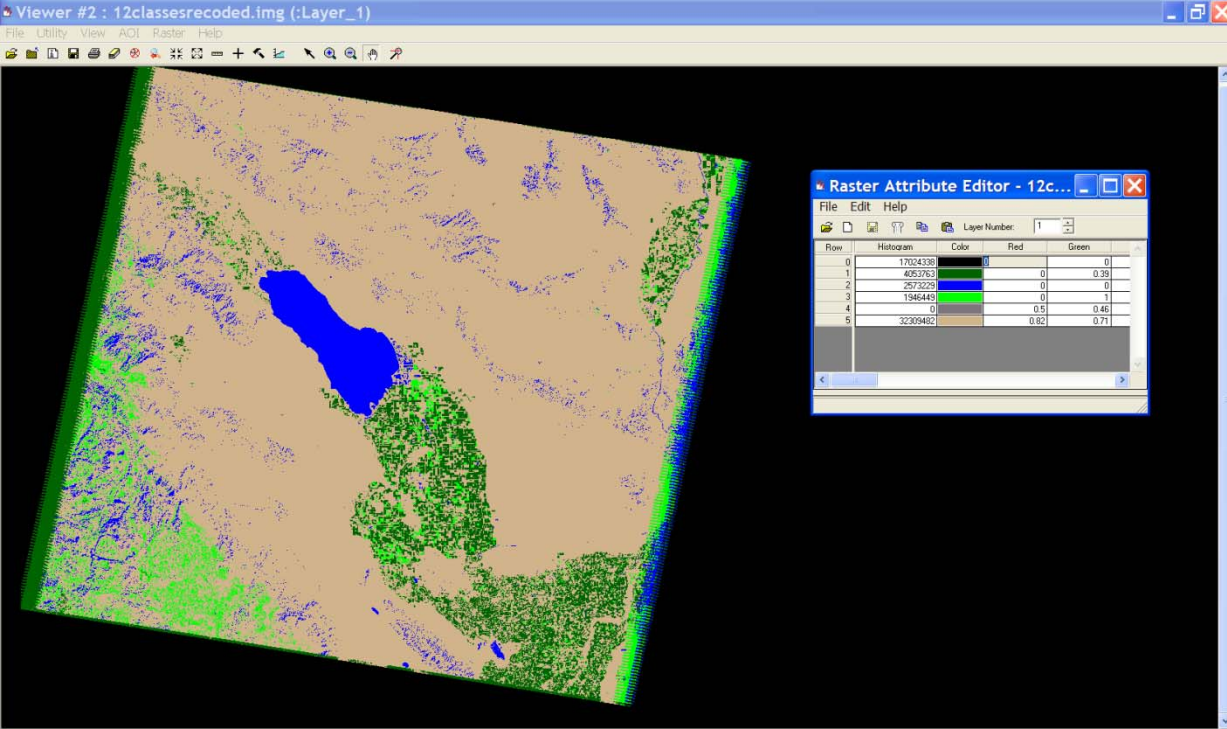 Viewer #2 : 12classesrecoded.img (:Layer_1)
File Utility View AOI Raster Help
Raster Attribute Editor - 12c...
File Edit Help
Layer Number: 1
Row Histogram Color Red Green
0 17024338 0 0
1 4053763 0 0.39
2 2573229 0 0
3 1946449 0 1
4 0 0.5 0.46
5 32309482 0.82 0.71